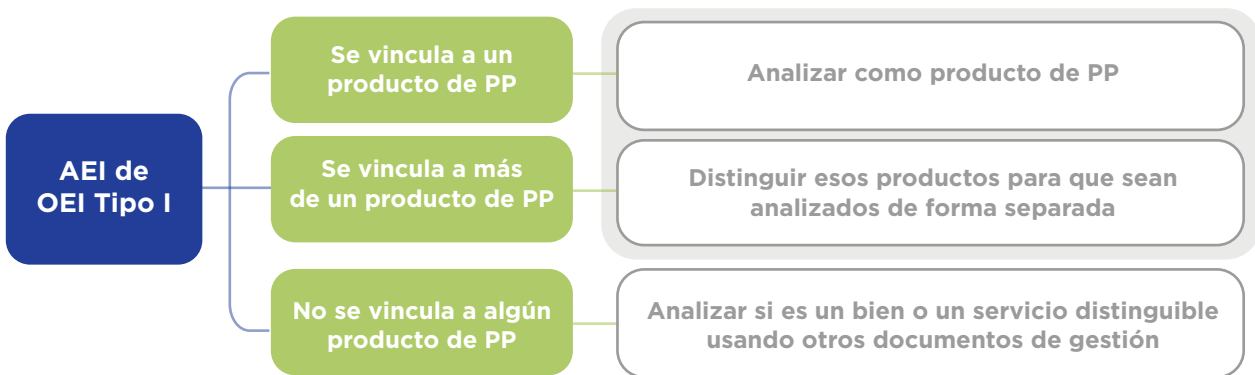 AEI de
OEI Tipo I
Se vincula a un
producto de PP
Analizar como producto de PP
Se vincula a más
de un producto de PP
Distinguir esos productos para que sean
analizados de forma separada
No se vincula a algún
producto de PP
Analizar si es un bien o un servicio distinguible
usando otros documentos de gestión